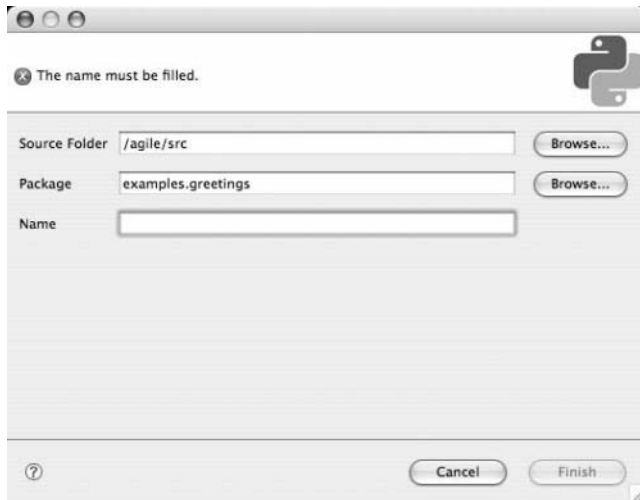 The name must be filled.
Source Folder /agile/src Browse...
Package examples.greetings Browse...
Name
? Cancel Finish